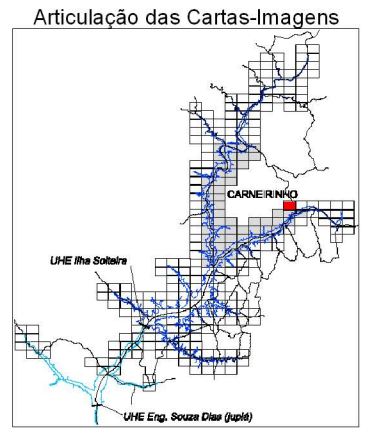 Articulação das Cartas-Imagens
CARNEIRINHO
UHE Ilha Solteira
UHE Eng. Souza Dias (jupiá)